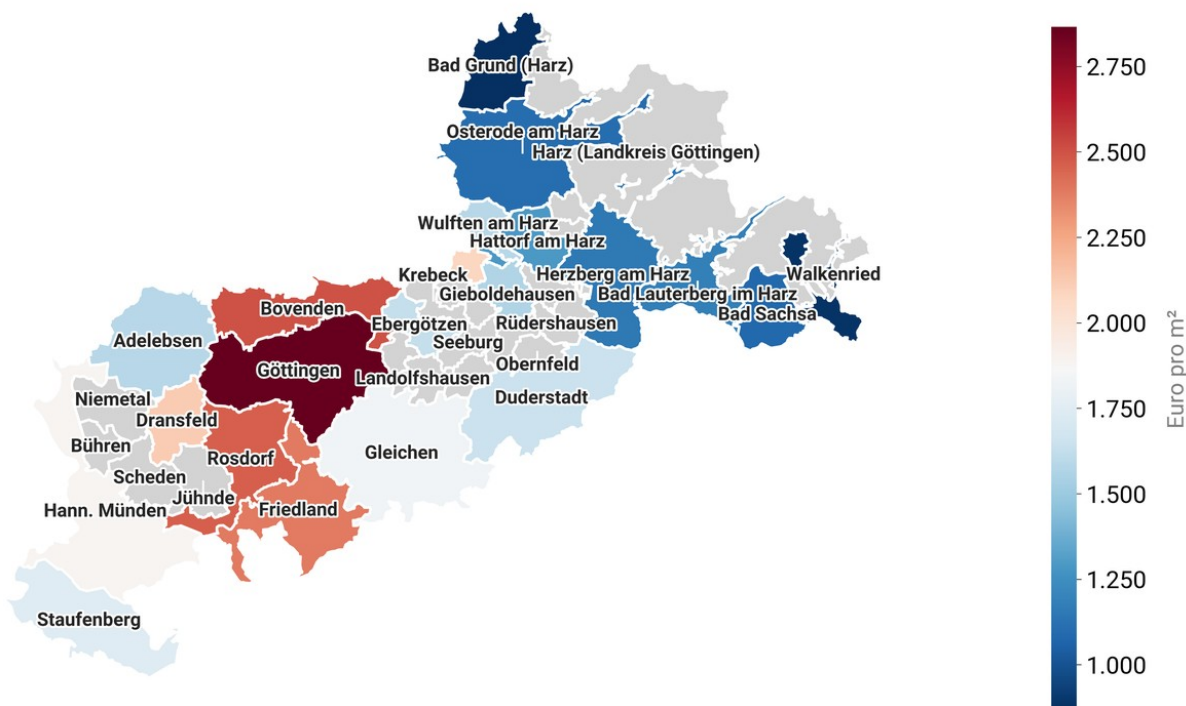 Bad Grund (Harz)
Osterode am Harz
Harz (Landkreis Göttingen)
Wulften am Harz
Hattorf am Harz
Krebeck
Herzberg am Harz
Walkenried
Gieboldehausen
Bad Lauterberg im Harz
Bovenden
Bad Sachsa
Ebergötzen
Rüdershausen
Adelebsen
Seeburg
Göttingen
Obernfeld
Landolfshausen
Duderstadt
Niemetal
Dransfeld
Bühren
Gleichen
Rosdorf
Scheden
Jühnde
Hann. Münden
Friedland
Staufenberg
2.750
2.500
2.250
2.000
1.750
1.500
1.250
1.000
Euro pro m²